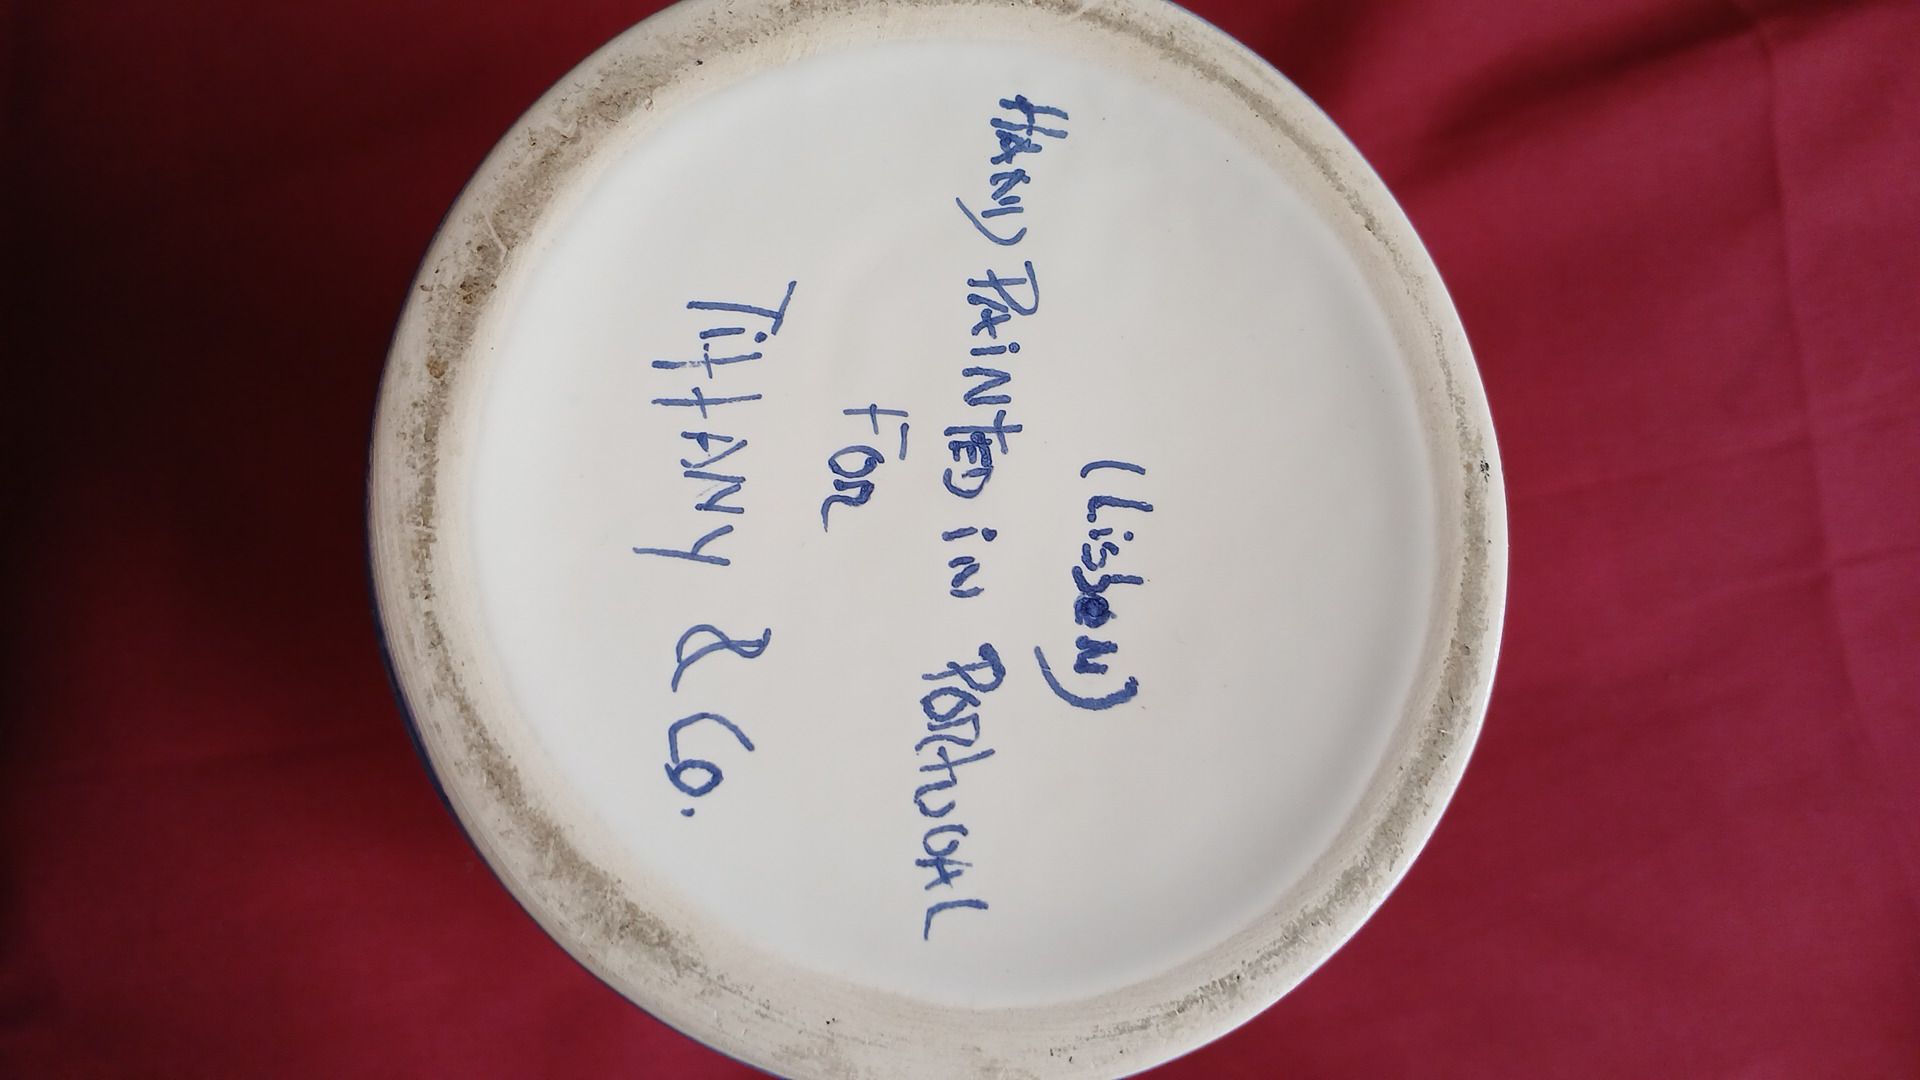 (Lisbon)
HAND PAiNTED iN PORtUGAL
FOR
TiffANy & Co.